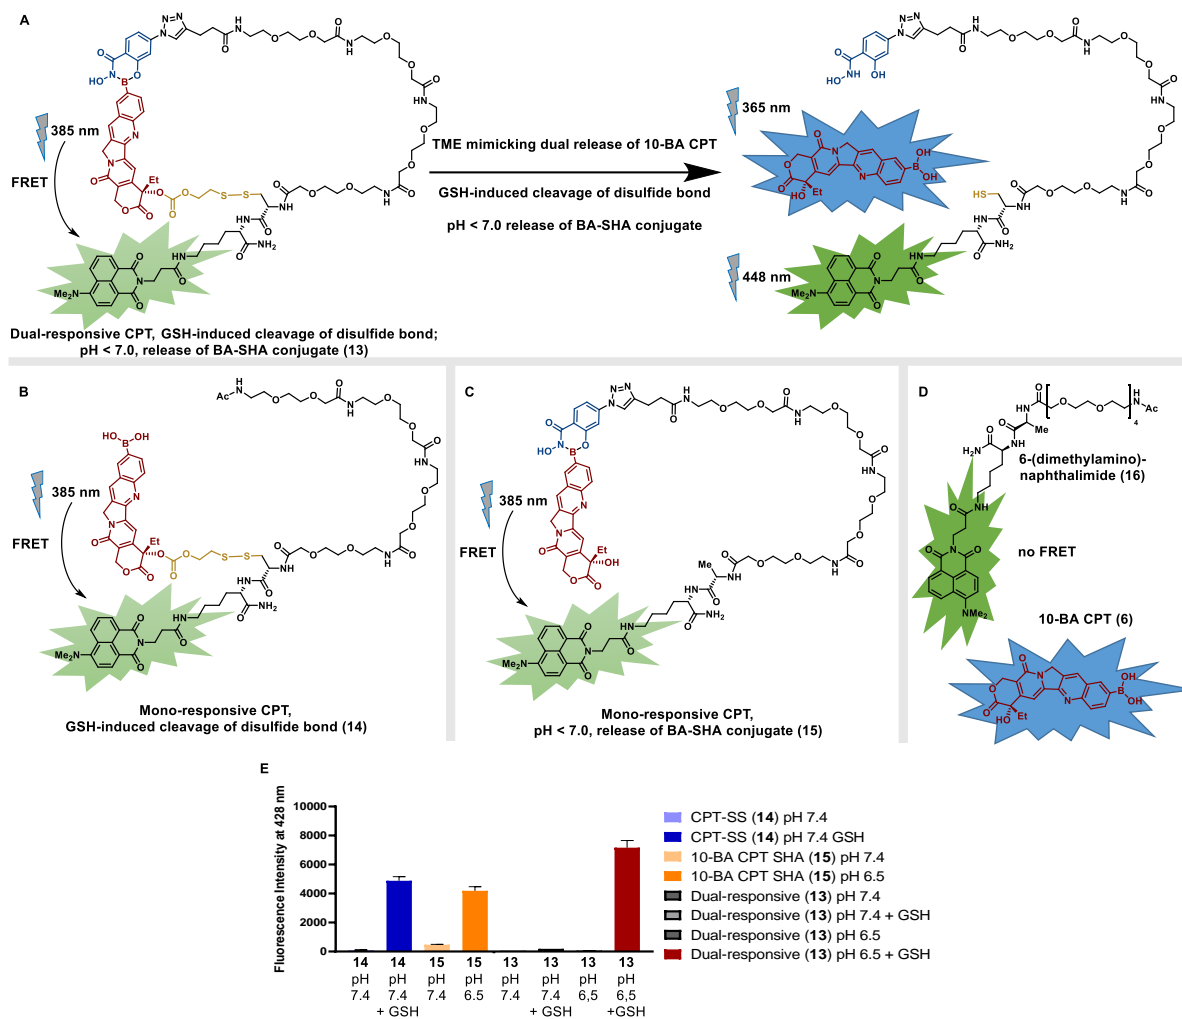 A
385 nm
FRET
Dual-responsive CPT, GSH-induced cleavage of disulfide bond;
pH < 7.0, release of BA-SHA conjugate (13)
TME mimicking dual release of 10-BA CPT
GSH-induced cleavage of disulfide bond
pH < 7.0 release of BA-SHA conjugate
365 nm
448 nm
B
385 nm
FRET
Mono-responsive CPT,
GSH-induced cleavage of disulfide bond (14)
C
385 nm
FRET
Mono-responsive CPT,
pH < 7.0, release of BA-SHA conjugate (15)
D
6-(dimethylamino)-
naphthalimide (16)
no FRET
10-BA CPT (6)
E
Fluorescence Intensity at 428 nm
10000
8000
6000
4000
2000
0
14 14 15 15 13 13 13 13
pH pH pH pH pH pH pH pH
7.4 7.4 7.4 6.5 7.4 7.4 6,5 6,5
+ GSH + GSH +GSH
CPT-SS (14) pH 7.4
CPT-SS (14) pH 7.4 GSH
10-BA CPT SHA (15) pH 7.4
10-BA CPT SHA (15) pH 6.5
Dual-responsive (13) pH 7.4
Dual-responsive (13) pH 7.4 + GSH
Dual-responsive (13) pH 6.5
Dual-responsive (13) pH 6.5 + GSH